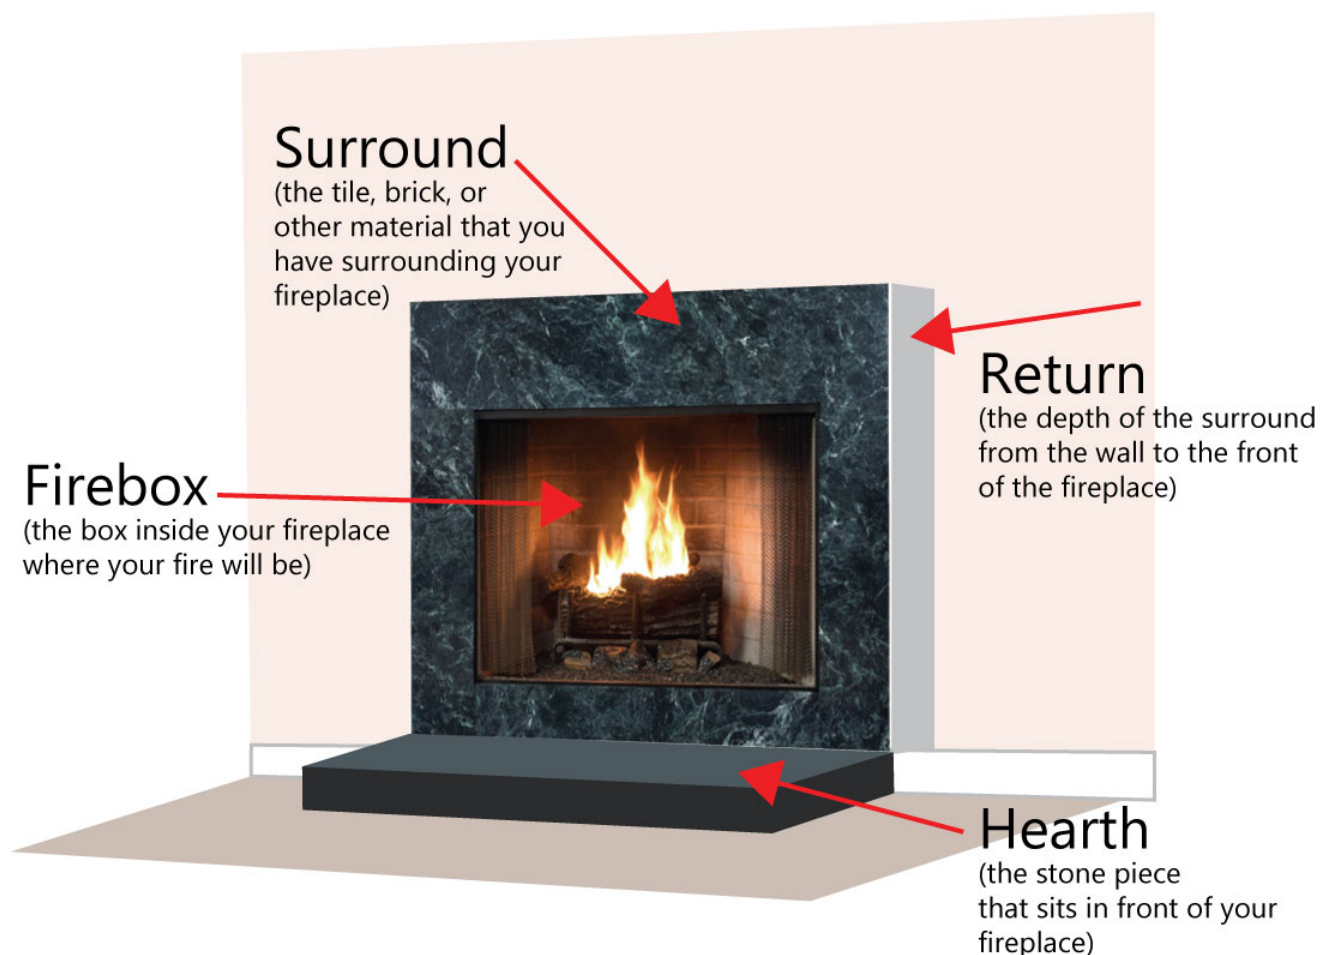 Surround
(the tile, brick, or
other material that you
have surrounding your
fireplace)
Return
(the depth of the surround
from the wall to the front
of the fireplace)
Firebox
(the box inside your fireplace
where your fire will be)
Hearth
(the stone piece
that sits in front of your
fireplace)